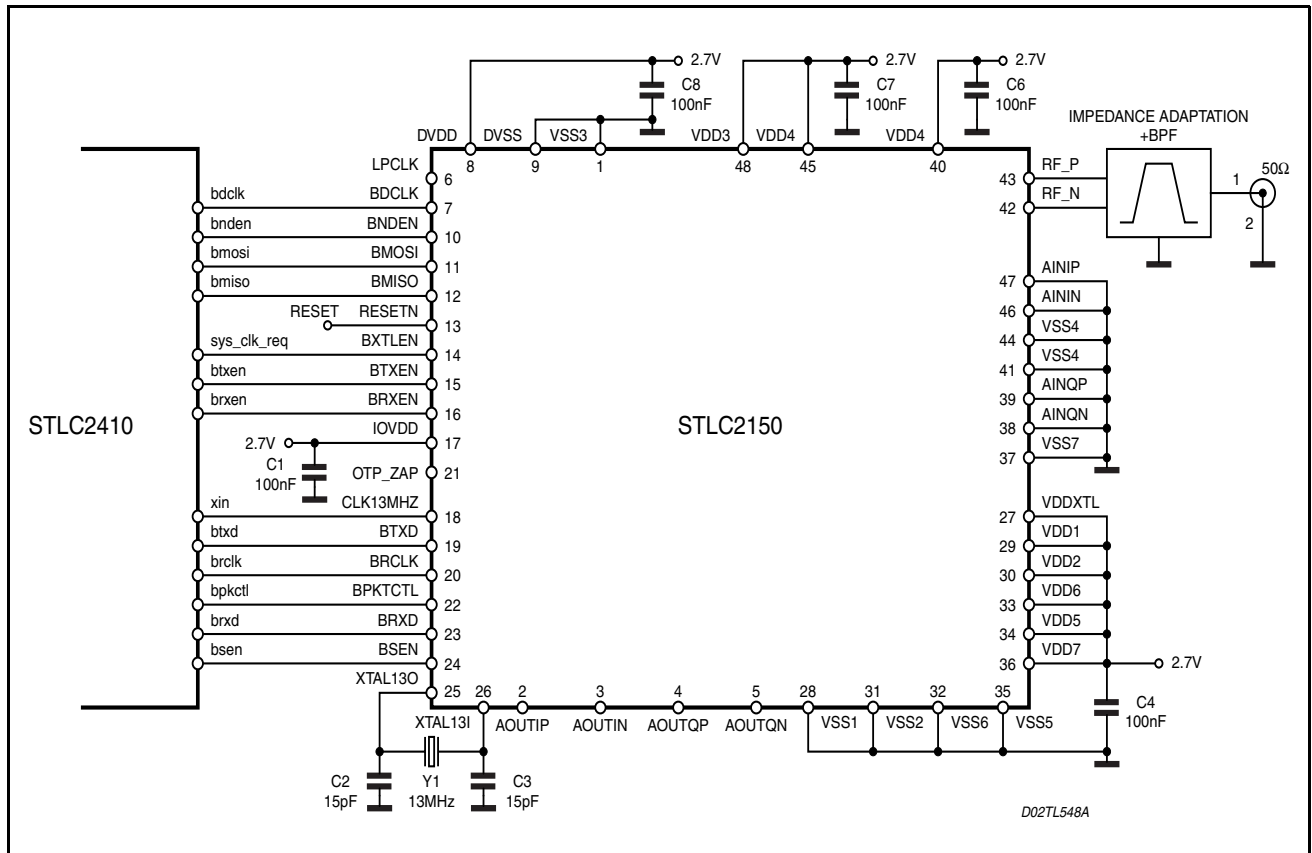 2.7V
C8
100nF
2.7V
C7
100nF
2.7V
C6
100nF
IMPEDANCE ADAPTATION
+BPF
DVDD
DVSS
VSS3
VDD3
VDD4
VDD4
8
9
1
48
45
40
LPCLK
6
bdclk
BDCLK
7
bnden
BNDEN
10
bmosi
BMOSI
11
bmiso
BMISO
12
RESET
RESETN
13
sys_clk_req
BXTLEN
14
btxen
BTXEN
15
brxen
BRXEN
16
IOVDD
17
2.7V
C1
100nF
OTP_ZAP
21
xin
CLK13MHZ
18
btxd
BTXD
19
brclk
BRCLK
20
bpkctl
BPKTCTL
22
brxd
BRXD
23
bsen
BSEN
24
XTAL13O
25
STLC2410
STLC2150
43
RF_P
42
RF_N
1
50Ω
2
47
AINIP
46
AININ
44
VSS4
41
VSS4
39
AINQP
38
AINQN
37
VSS7
27
VDDXTL
29
VDD1
30
VDD2
33
VDD6
34
VDD5
36
VDD7
2.7V
C4
100nF
26
2
3
4
5
28
31
32
35
XTAL13I
AOUTIP
AOUTIN
AOUTQP
AOUTQN
VSS1
VSS2
VSS6
VSS5
C2
15pF
Y1
13MHz
C3
15pF
D02TL548A